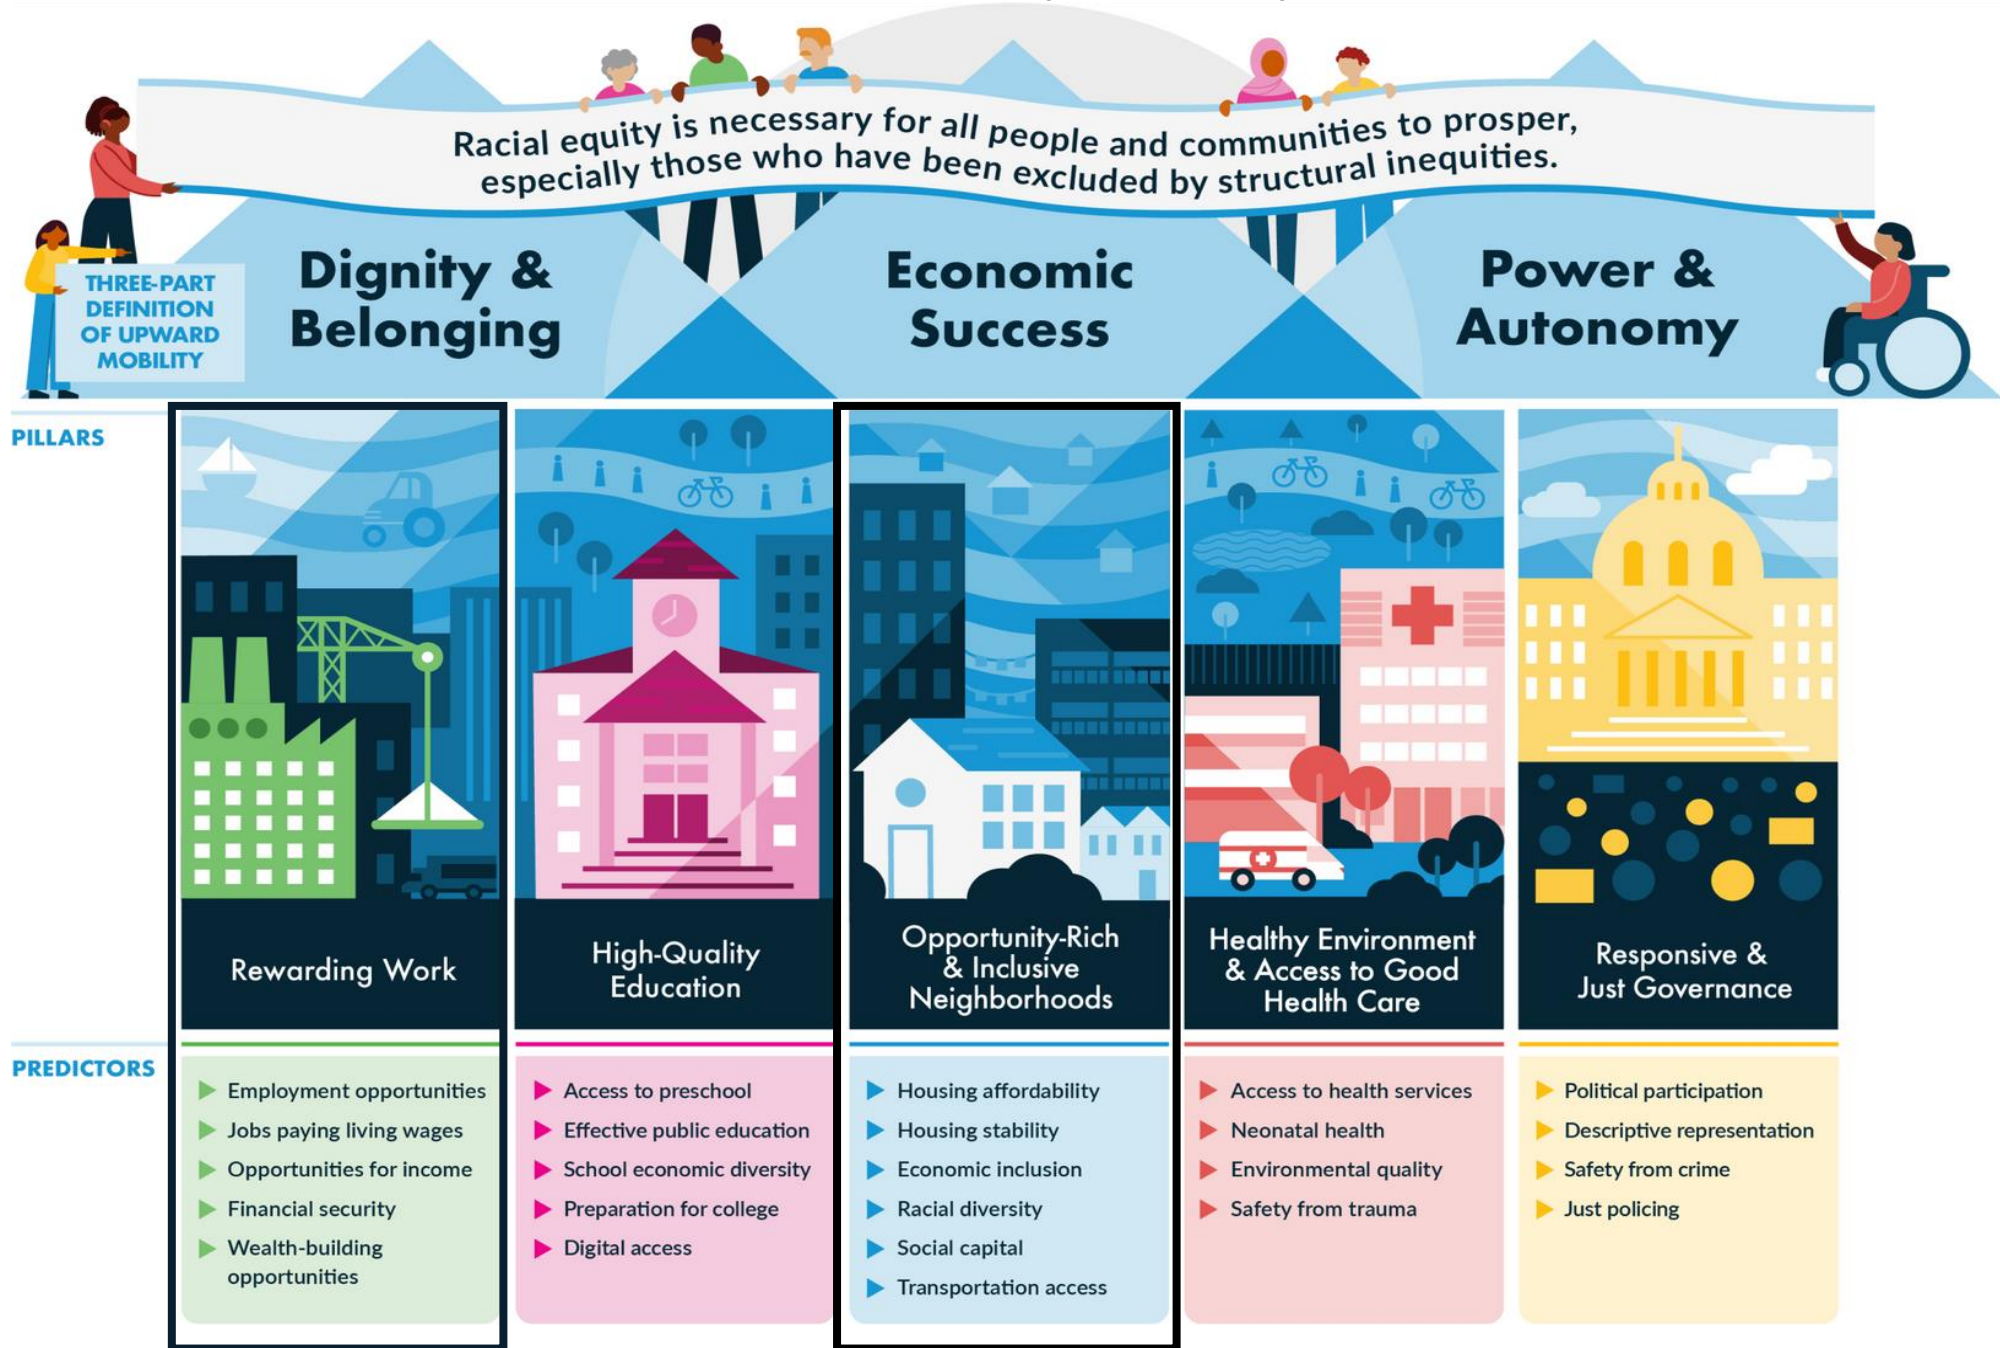 Racial equity is necessary for all people and communities to prosper,
especially those who have been excluded by structural inequities.
THREE-PART
DEFINITION
OF UPWARD
MOBILITY
Dignity &
Belonging
Economic
Success
Power &
Autonomy
PILLARS
Rewarding Work
High-Quality
Education
Opportunity-Rich
& Inclusive
Neighborhoods
Healthy Environment
& Access to Good
Health Care
Responsive &
Just Governance
PREDICTORS
Employment opportunities
Jobs paying living wages
Opportunities for income
Financial security
Wealth-building
opportunities
Access to preschool
Effective public education
School economic diversity
Preparation for college
Digital access
Housing affordability
Housing stability
Economic inclusion
Racial diversity
Social capital
Transportation access
Access to health services
Neonatal health
Environmental quality
Safety from trauma
Political participation
Descriptive representation
Safety from crime
Just policing